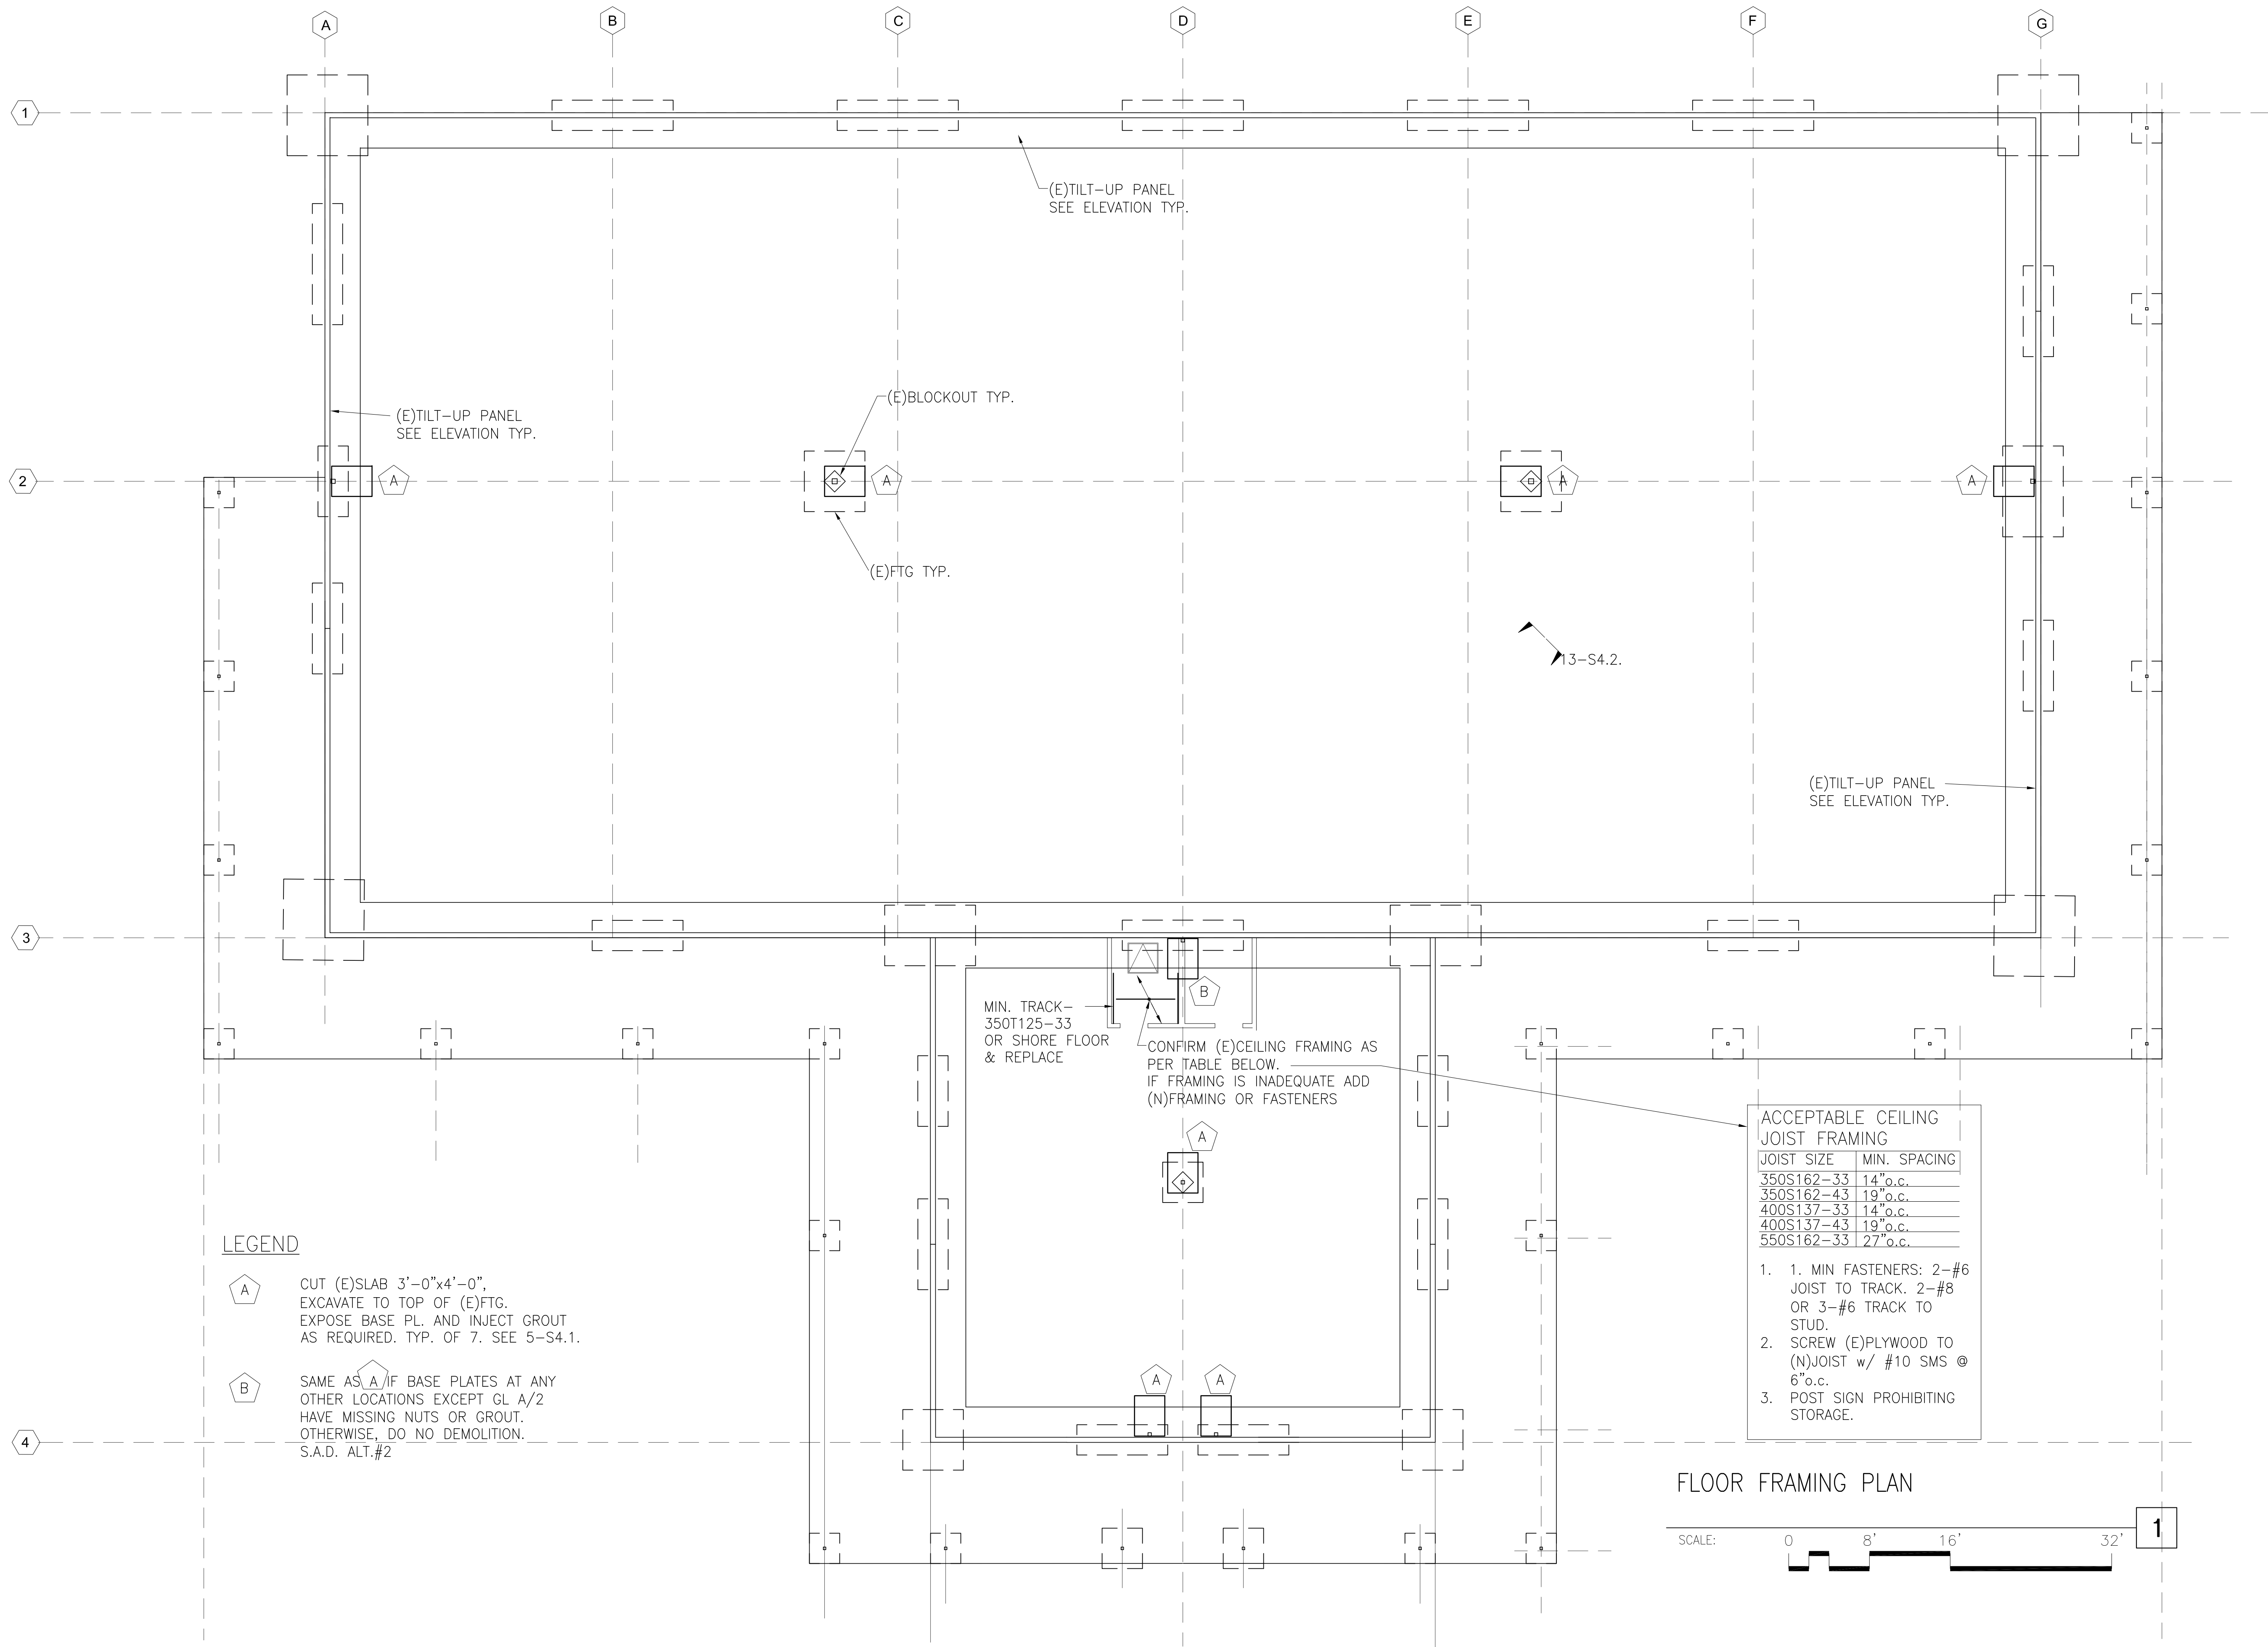 A
B
C
D
E
F
G
1
(E)TILT-UP PANEL
SEE ELEVATION TYP.
(E)BLOCKOUT TYP.
(E)TILT-UP PANEL
SEE ELEVATION TYP.
2
A
A
A
A
(E)FTG TYP.
13-S4.2.
(E)TILT-UP PANEL
SEE ELEVATION TYP.
3
B
MIN. TRACK-
350T125-33
OR SHORE FLOOR
& REPLACE
CONFIRM (E)CEILING FRAMING AS
PER TABLE BELOW.
IF FRAMING IS INADEQUATE ADD
(N)FRAMING OR FASTENERS
A
ACCEPTABLE CEILING
JOIST FRAMING
JOIST SIZE MIN. SPACING
350S162-33 14"o.c.
350S162-43 19"o.c.
400S137-33 14"o.c.
400S137-43 19"o.c.
550S162-33 27"o.c.
1. 1. MIN FASTENERS: 2-#6
JOIST TO TRACK. 2-#8
OR 3-#6 TRACK TO
STUD.
2. SCREW (E)PLYWOOD TO
(N)JOIST w/ #10 SMS @
6"o.c.
3. POST SIGN PROHIBITING
STORAGE.
LEGEND
A CUT (E)SLAB 3'-0"x4'-0",
EXCAVATE TO TOP OF (E)FTG.
EXPOSE BASE PL. AND INJECT GROUT
AS REQUIRED. TYP. OF 7. SEE 5-S4.1.
B SAME AS A IF BASE PLATES AT ANY
OTHER LOCATIONS EXCEPT GL A/2
HAVE MISSING NUTS OR GROUT.
OTHERWISE, DO NO DEMOLITION.
S.A.D. ALT.#2
A
A
4
FLOOR FRAMING PLAN
1
SCALE: 0 8' 16' 32'